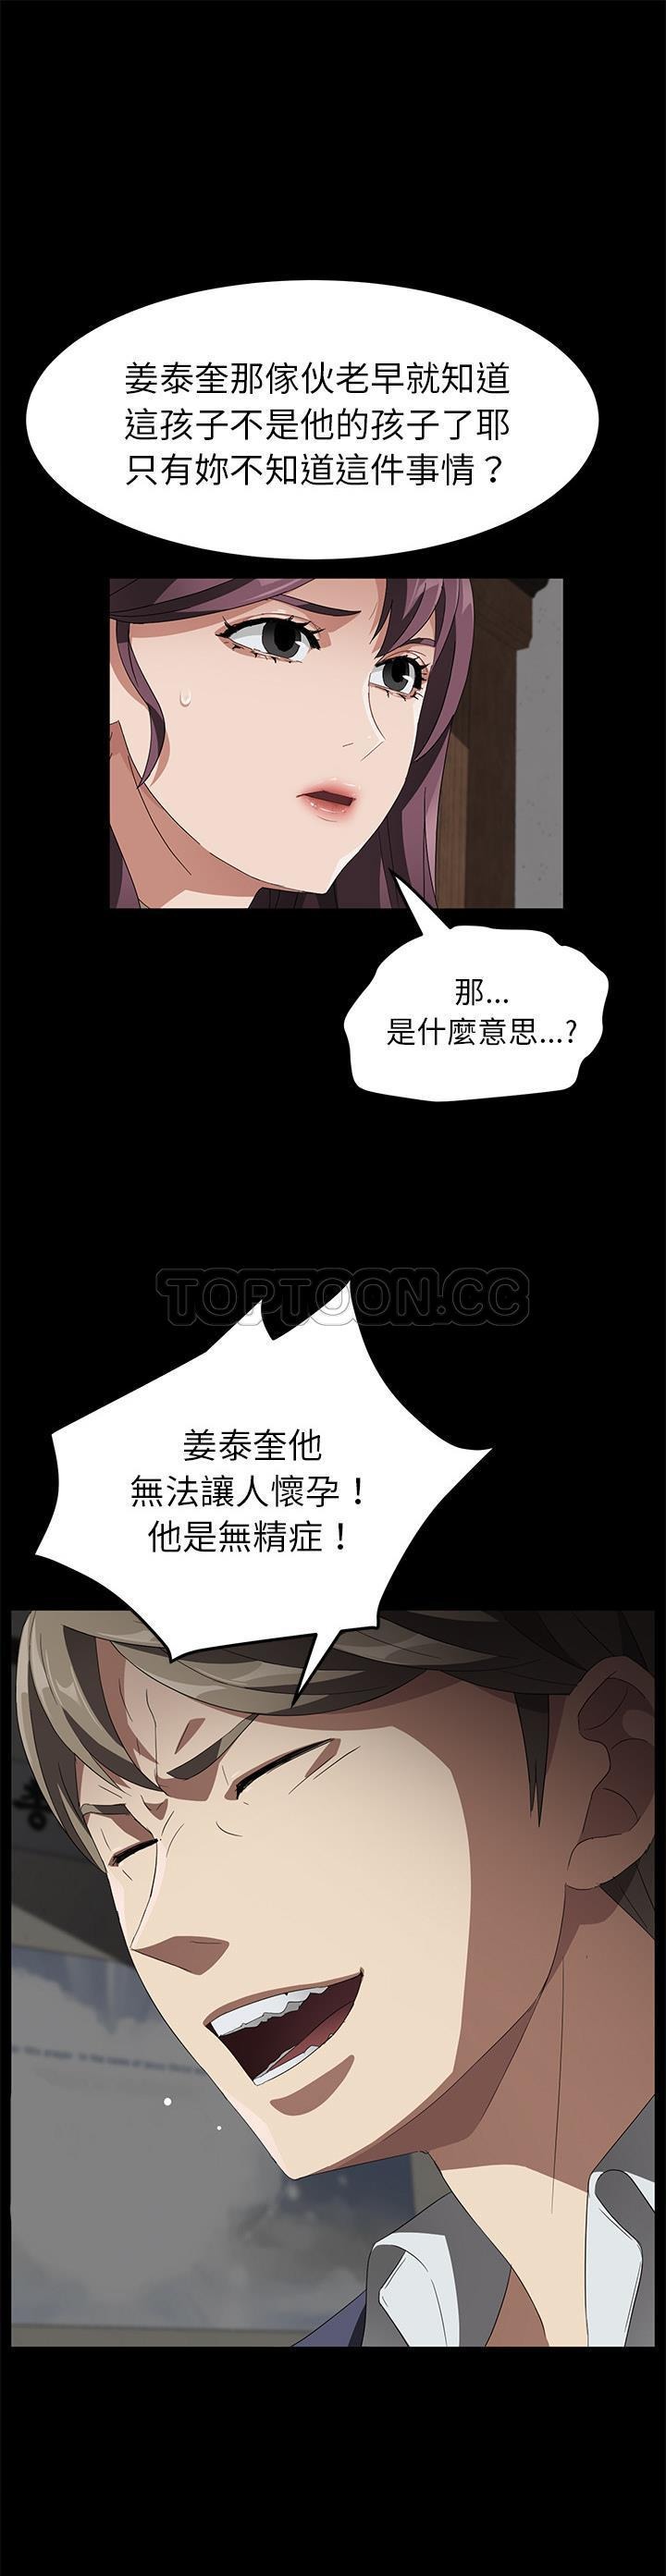 姜泰奎那傢伙老早就知道
這孩子不是他的孩子了耶
只有妳不知道這件事情？
那...
是什麼意思...?
TOPTOON.CC
姜泰奎他
無法讓人懷孕！
他是無精症！